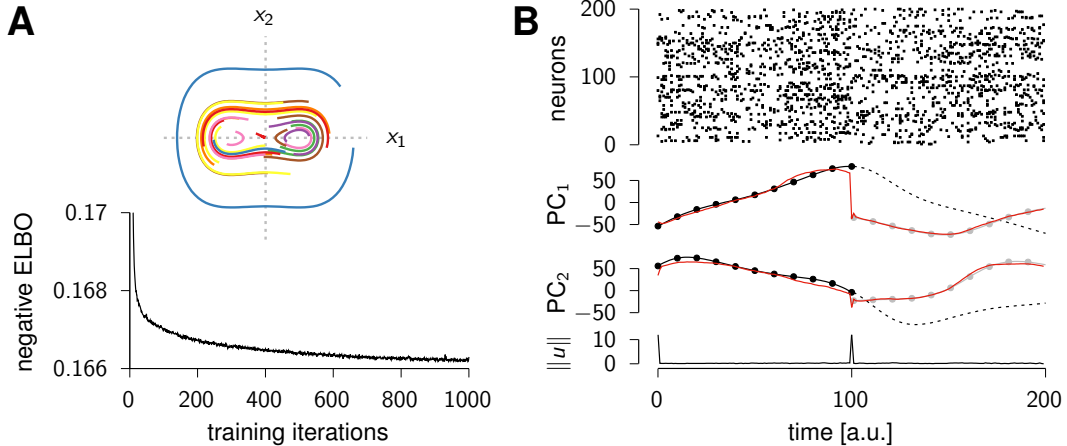 A
x₂
x₁
0.17
0.168
0.166
negative ELBO
0 200 400 600 800 1000
training iterations
B
200
100
0
neurons
50
0
−50
PC₁
50
0
−50
PC₂
10
0
||u||
0 100 200
time [a.u.]